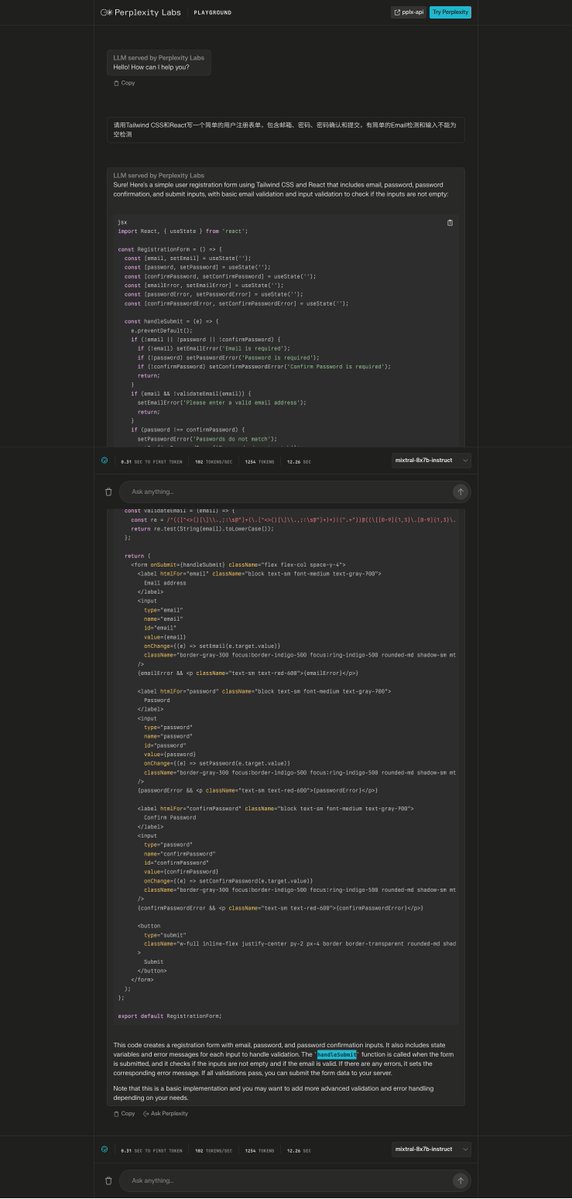 Perplexity Labs PLAYGROUND pplx-api Try Perplexity
LLM served by Perplexity Labs
Hello! How can I help you?
Copy
请用Tailwind CSS和React写一个简单的用户注册表单，包含邮箱、密码、密码确认和提交，有简单的Email检测和输入不能为
空检测
LLM served by Perplexity Labs
Sure! Here's a simple user registration form using Tailwind CSS and React that includes email, password, password
confirmation, and submit inputs, with basic email validation and input validation to check if the inputs are not empty:
jsx
import React, { useState } from 'react';
const RegistrationForm = () => {
const [email, setEmail] = useState('');
const [password, setPassword] = useState('');
const [confirmPassword, setConfirmPassword] = useState('');
const [emailError, setEmailError] = useState('');
const [passwordError, setPasswordError] = useState('');
const [confirmPasswordError, setConfirmPasswordError] = useState('');
const handleSubmit = (e) => {
e.preventDefault();
if (!email || !password || !confirmPassword) {
if (!email) setEmailError('Email is required');
if (!password) setPasswordError('Password is required');
if (!confirmPassword) setConfirmPasswordError('Confirm Password is required');
return;
}
if (email && !validateEmail(email)) {
setEmailError('Please enter a valid email address');
return;
}
if (password !== confirmPassword) {
setPasswordError('Passwords do not match');
0.31 SEC TO FIRST TOKEN 102 TOKENS/SEC 1254 TOKENS 12.26 SEC mixtral-8x7b-instruct
Ask anything...
const validateEmail = (email) => {
return re.test(String(email).toLowerCase());
};
return (
<form onSubmit={handleSubmit} className="flex flex-col space-y-4">
<label htmlFor="email" className="block text-sm font-medium text-gray-700">
Email address
</label>
<input
type="email"
name="email"
id="email"
value={email}
onChange={(e) => setEmail(e.target.value)}
className="border-gray-300 focus:border-indigo-500 focus:ring-indigo-500 rounded-md shadow-sm mt
/>
{emailError && <p className="text-sm text-red-600">{emailError}</p>}
<label htmlFor="password" className="block text-sm font-medium text-gray-700">
Password
</label>
<input
type="password"
name="password"
id="password"
value={password}
onChange={(e) => setPassword(e.target.value)}
className="border-gray-300 focus:border-indigo-500 focus:ring-indigo-500 rounded-md shadow-sm mt
/>
{passwordError && <p className="text-sm text-red-600">{passwordError}</p>}
<label htmlFor="confirmPassword" className="block text-sm font-medium text-gray-700">
Confirm Password
</label>
<input
type="password"
name="confirmPassword"
id="confirmPassword"
value={confirmPassword}
onChange={(e) => setConfirmPassword(e.target.value)}
className="border-gray-300 focus:border-indigo-500 focus:ring-indigo-500 rounded-md shadow-sm mt
/>
{confirmPasswordError && <p className="text-sm text-red-600">{confirmPasswordError}</p>}
<button
type="submit"
className="w-full inline-flex justify-center py-2 px-4 border border-transparent rounded-md shad
>
Submit
</button>
</form>
);
};
export default RegistrationForm;
This code creates a registration form with email, password, and password confirmation inputs. It also includes state
variables and error messages for each input to handle validation. The `handleSubmit` function is called when the form
is submitted, and it checks if the inputs are not empty and if the email is valid. If there are any errors, it sets the
corresponding error message. If all validations pass, you can submit the form data to your server.
Note that this is a basic implementation and you may want to add more advanced validation and error handling
depending on your needs.
Copy Ask Perplexity
0.31 SEC TO FIRST TOKEN 102 TOKENS/SEC 1254 TOKENS 12.26 SEC mixtral-8x7b-instruct
Ask anything...